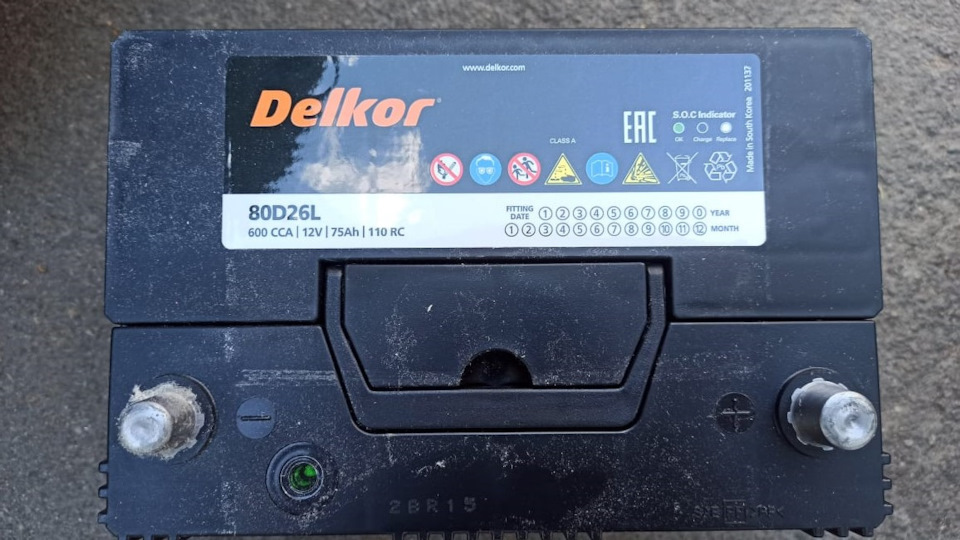 www.delkor.com
Delkor
EAC
S.O.C Indicator
OK Charge Replace
Made in South Korea 201137
CLASS A
Pb
80D26L
600 CCA | 12V | 75Ah | 110 RC
FITTING DATE 1 2 3 4 5 6 7 8 9 0 YEAR
1 2 3 4 5 6 7 8 9 10 11 12 MONTH
2BR15